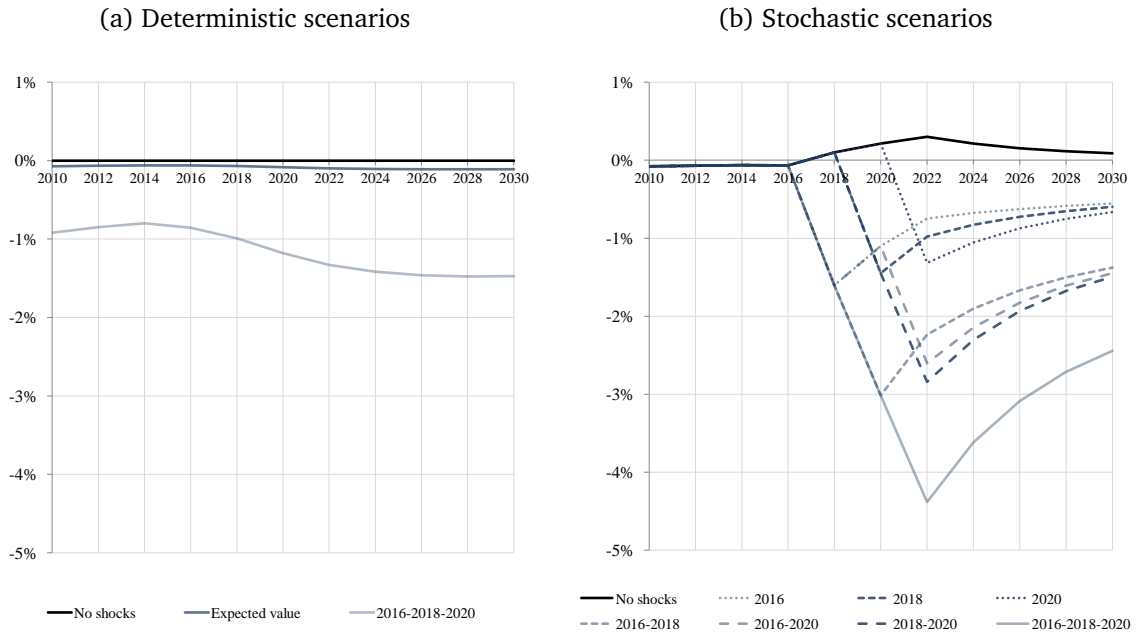 (a) Deterministic scenarios
1%
0%
2010 2012 2014 2016 2018 2020 2022 2024 2026 2028 2030
-1%
-2%
-3%
-4%
-5%
No shocks Expected value 2016-2018-2020
(b) Stochastic scenarios
1%
0%
2010 2012 2014 2016 2018 2020 2022 2024 2026 2028 2030
-1%
-2%
-3%
-4%
-5%
No shocks 2016 2018 2020
2016-2018 2016-2020 2018-2020 2016-2018-2020